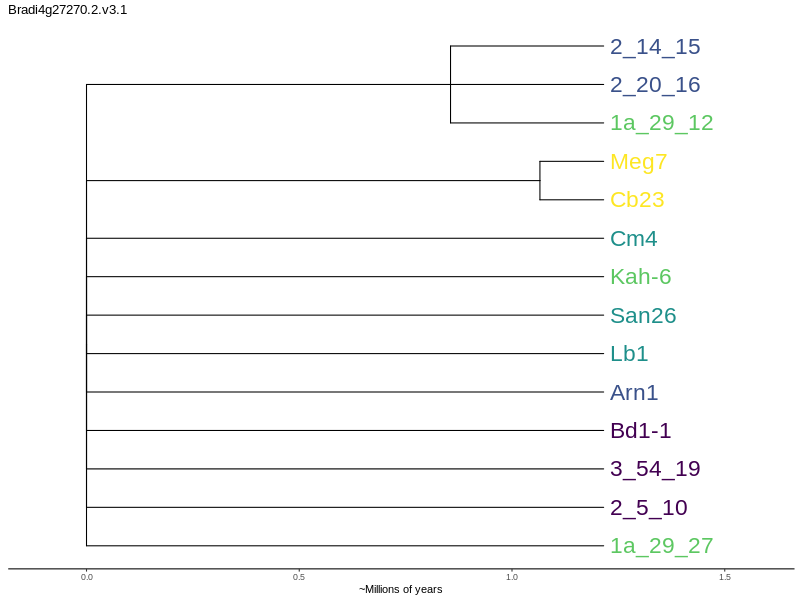 Bradi4g27270.2.v3.1
2_14_15
2_20_16
1a_29_12
Meg7
Cb23
Cm4
Kah-6
San26
Lb1
Arn1
Bd1-1
3_54_19
2_5_10
1a_29_27
0.0 0.5 1.0 1.5
~Millions of years